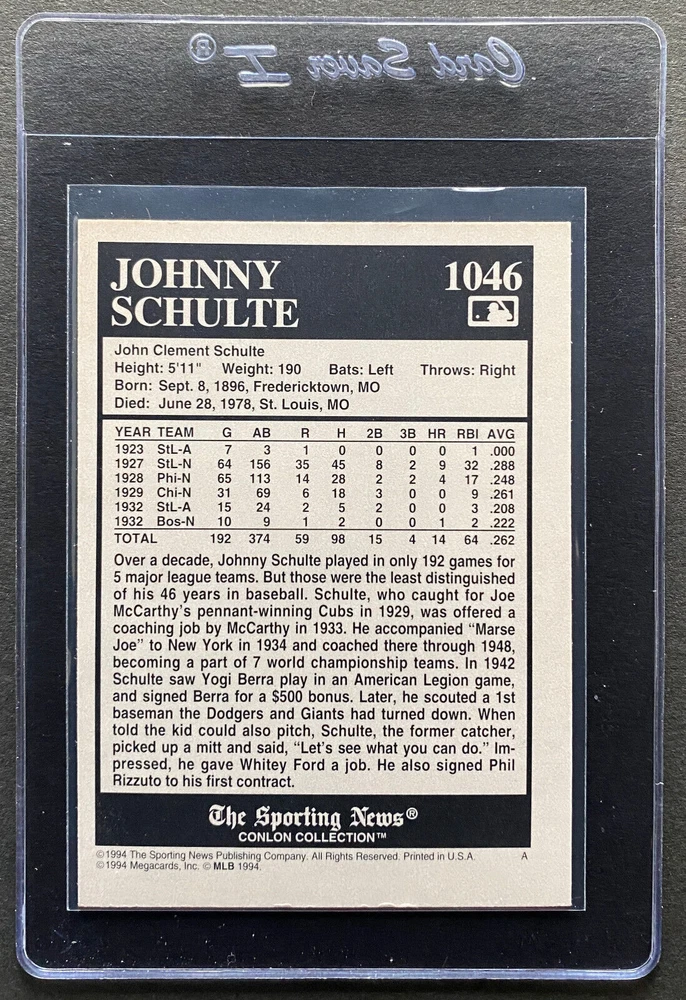 Card Savor I®
JOHNNY 1046
SCHULTE
John Clement Schulte
Height: 5'11" Weight: 190 Bats: Left Throws: Right
Born: Sept. 8, 1896, Fredericktown, MO
Died: June 28, 1978, St. Louis, MO
YEAR TEAM G AB R H 2B 3B HR RBI AVG
1923 StL-A 7 3 1 0 0 0 0 1 .000
1927 StL-N 64 156 35 45 8 2 9 32 .288
1928 Phi-N 65 113 14 28 2 2 4 17 .248
1929 Chi-N 31 69 6 18 3 0 0 9 .261
1932 StL-A 15 24 2 5 2 0 0 3 .208
1932 Bos-N 10 9 1 2 0 0 1 2 .222
TOTAL 192 374 59 98 15 4 14 64 .262
Over a decade, Johnny Schulte played in only 192 games for
5 major league teams. But those were the least distinguished
of his 46 years in baseball. Schulte, who caught for Joe
McCarthy's pennant-winning Cubs in 1929, was offered a
coaching job by McCarthy in 1933. He accompanied "Marse
Joe" to New York in 1934 and coached there through 1948,
becoming a part of 7 world championship teams. In 1942
Schulte saw Yogi Berra play in an American Legion game,
and signed Berra for a $500 bonus. Later, he scouted a 1st
baseman the Dodgers and Giants had turned down. When
told the kid could also pitch, Schulte, the former catcher,
picked up a mitt and said, "Let's see what you can do." Im-
pressed, he gave Whitey Ford a job. He also signed Phil
Rizzuto to his first contract.
The Sporting News®
CONLON COLLECTION™
©1994 The Sporting News Publishing Company. All Rights Reserved. Printed in U.S.A. A
©1994 Megacards, Inc. © MLB 1994.